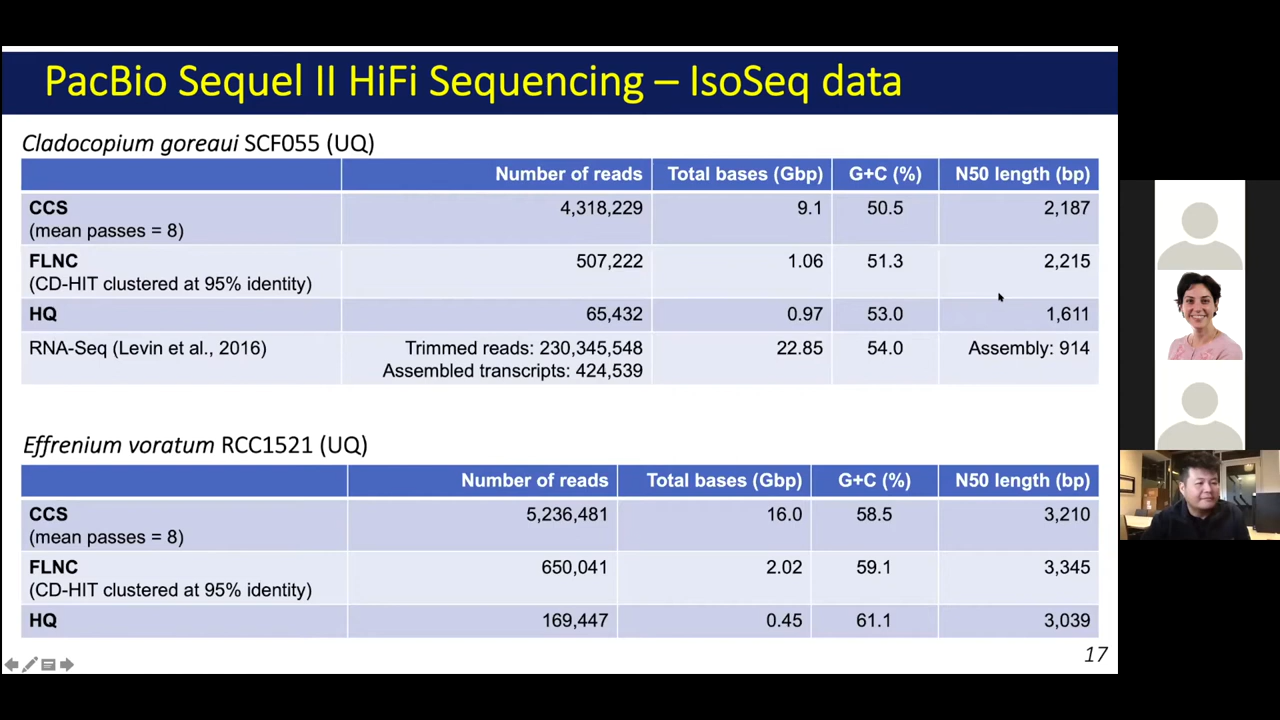 PacBio Sequel II HiFi Sequencing – IsoSeq data
Cladocopium goreaui SCF055 (UQ)
Number of reads Total bases (Gbp) G+C (%) N50 length (bp)
CCS 4,318,229 9.1 50.5 2,187
(mean passes = 8)
FLNC 507,222 1.06 51.3 2,215
(CD-HIT clustered at 95% identity)
HQ 65,432 0.97 53.0 1,611
RNA-Seq (Levin et al., 2016) Trimmed reads: 230,345,548 22.85 54.0 Assembly: 914
Assembled transcripts: 424,539
Effrenium voratum RCC1521 (UQ)
Number of reads Total bases (Gbp) G+C (%) N50 length (bp)
CCS 5,236,481 16.0 58.5 3,210
(mean passes = 8)
FLNC 650,041 2.02 59.1 3,345
(CD-HIT clustered at 95% identity)
HQ 169,447 0.45 61.1 3,039
17